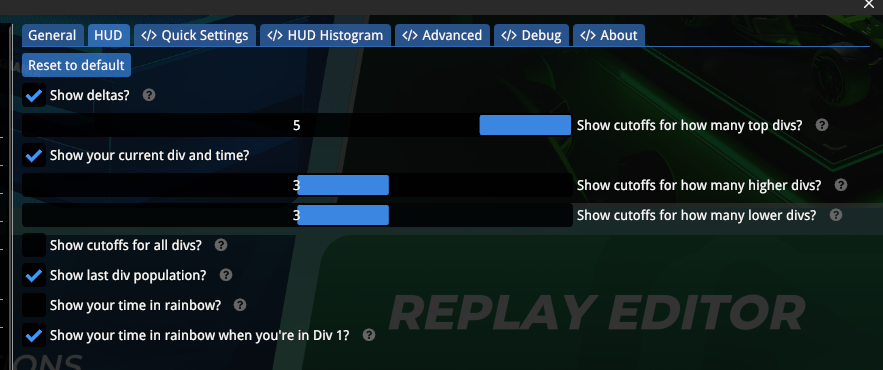 General HUD </> Quick Settings </> HUD Histogram </> Advanced </> Debug </> About
Reset to default
Show deltas? ?
5 Show cutoffs for how many top divs? ?
Show your current div and time?
3 Show cutoffs for how many higher divs? ?
3 Show cutoffs for how many lower divs? ?
Show cutoffs for all divs? ?
Show last div population? ?
Show your time in rainbow? ?
REPLAY EDITOR
Show your time in rainbow when you're in Div 1? ?
ONS